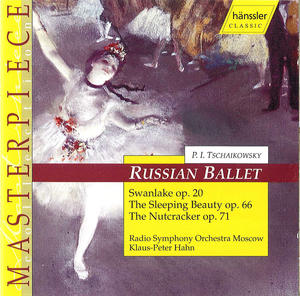 hänssler
CLASSIC
MASTERPIECE
P. I. TSCHAIKOWSKY
RUSSIAN BALLET
Swanlake op. 20
The Sleeping Beauty op. 66
The Nutcracker op. 71
Radio Symphony Orchestra Moscow
Klaus-Peter Hahn